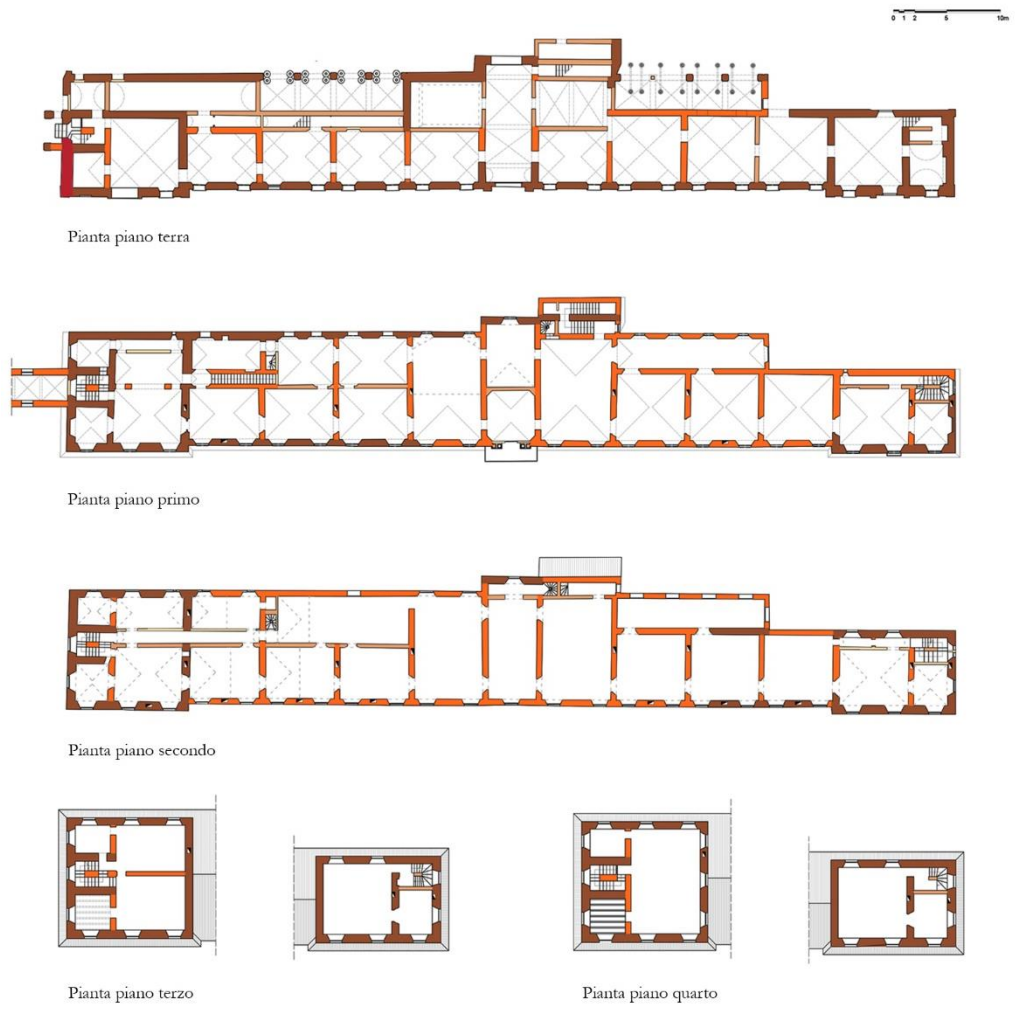 0 1 2 5 10m
Pianta piano terra
Pianta piano primo
Pianta piano secondo
Pianta piano terzo
Pianta piano quarto